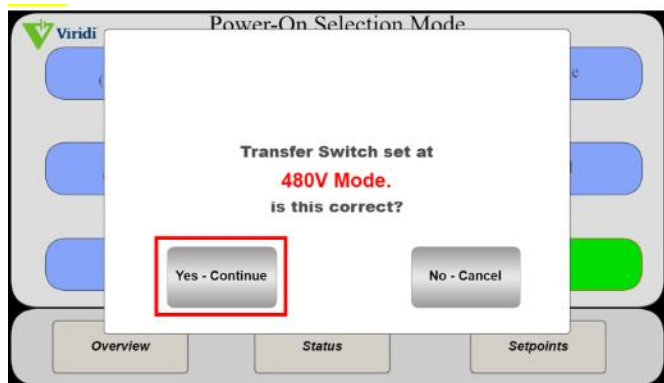 Viridi
Power-On Selection Mode
Transfer Switch set at
480V Mode.
is this correct?
Yes - Continue
No - Cancel
Overview
Status
Setpoints